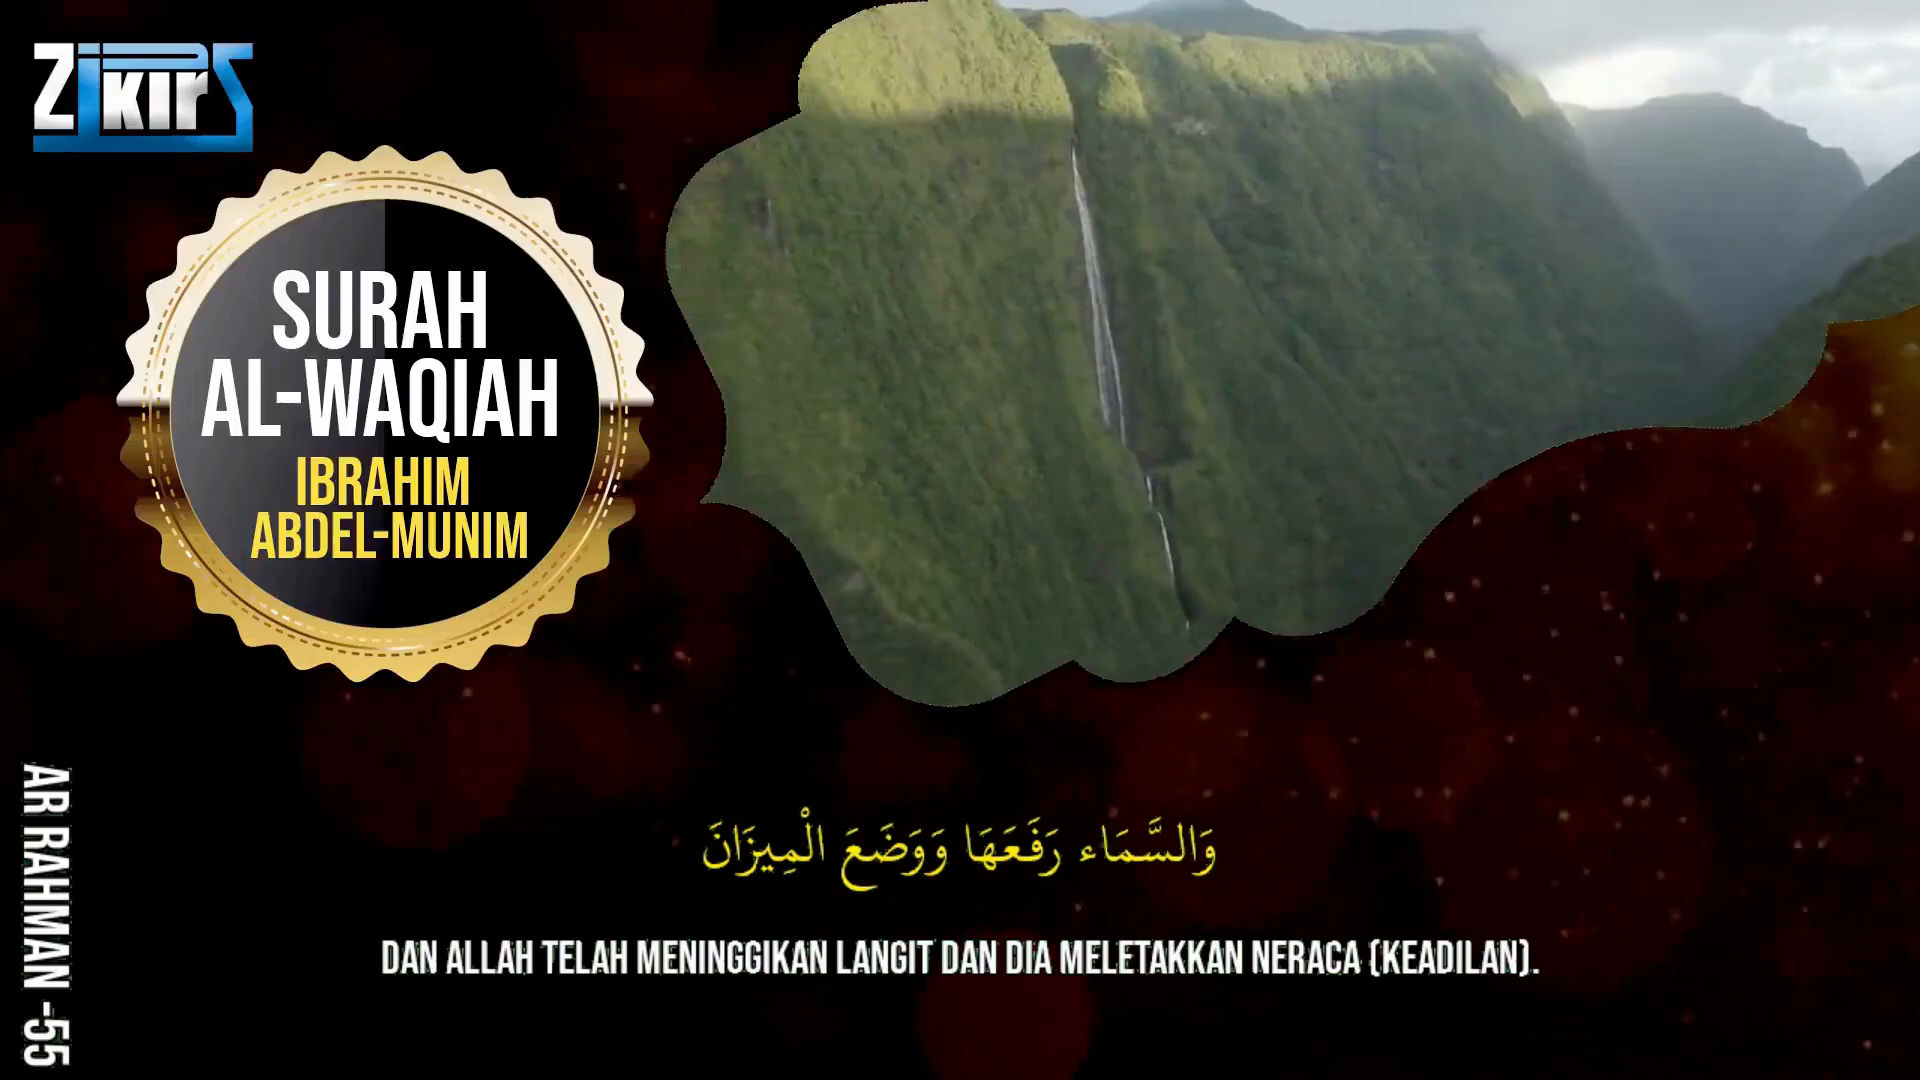 Zikir5
SURAH
AL-WAQIAH
IBRAHIM
ABDEL-MUNIM
وَالسَّمَاء رَفَعَهَا وَوَضَعَ الْمِيزَانَ
DAN ALLAH TELAH MENINGGIKAN LANGIT DAN DIA MELETAKKAN NERACA (KEADILAN).
AR RAHMAN -55